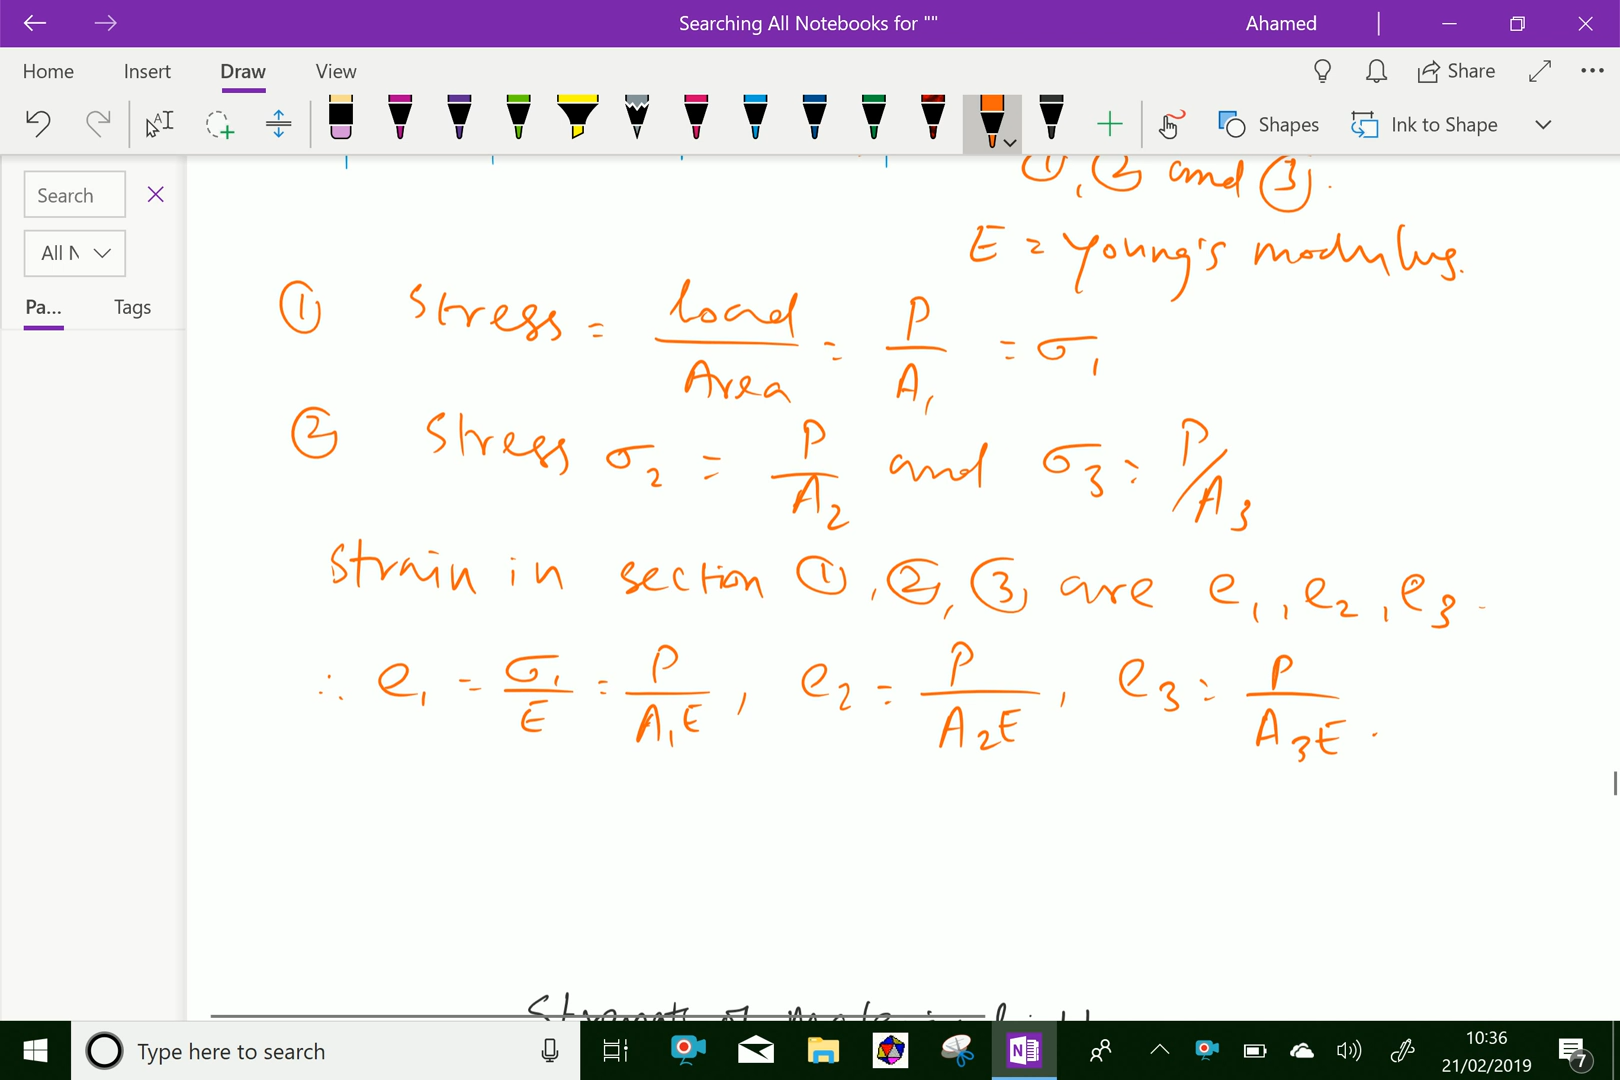 Searching All Notebooks for ""
Ahamed
Home Insert Draw View
Share
Shapes
Ink to Shape
Search
All N
Pa...
Tags
①, ② and ③.
E = Young's modulus.
① Stress = load / Area = P / A₁ = σ₁
② Stress σ₂ = P / A₂ and σ₃ = P / A₃
Strain in section ①, ②, ③ are e₁, e₂, e₃.
∴ e₁ = σ₁ / E = P / A₁E, e₂ = P / A₂E, e₃ = P / A₃E.
Strength of
Type here to search
N
10:36
21/02/2019
7